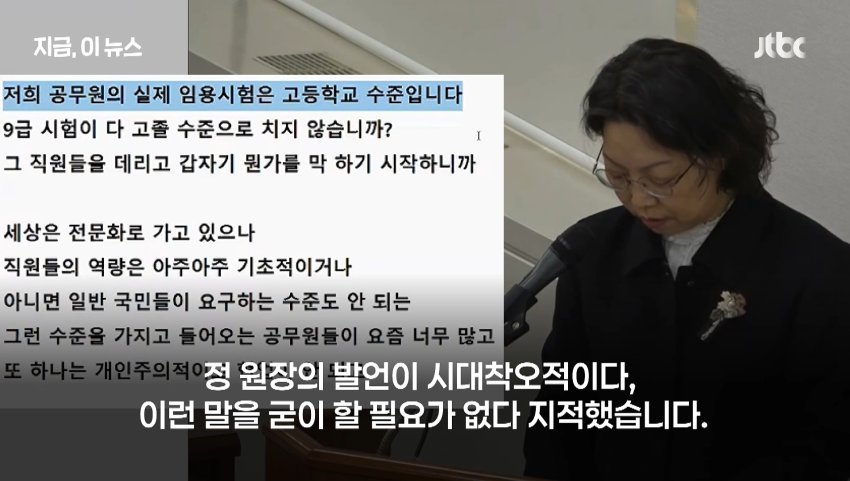 지금, 이 뉴스
jtbc
저희 공무원의 실제 임용시험은 고등학교 수준입니다
9급 시험이 다 고졸 수준으로 치지 않습니까?
그 직원들을 데리고 갑자기 뭔가를 막 하기 시작하니까
세상은 전문화로 가고 있으나
직원들의 역량은 아주아주 기초적이거나
아니면 일반 국민들이 요구하는 수준도 안 되는
그런 수준을 가지고 들어오는 공무원들이 요즘 너무 많고
또 하나는 개인주의적이
정 원장의 발언이 시대착오적이다,
이런 말을 굳이 할 필요가 없다 지적했습니다.